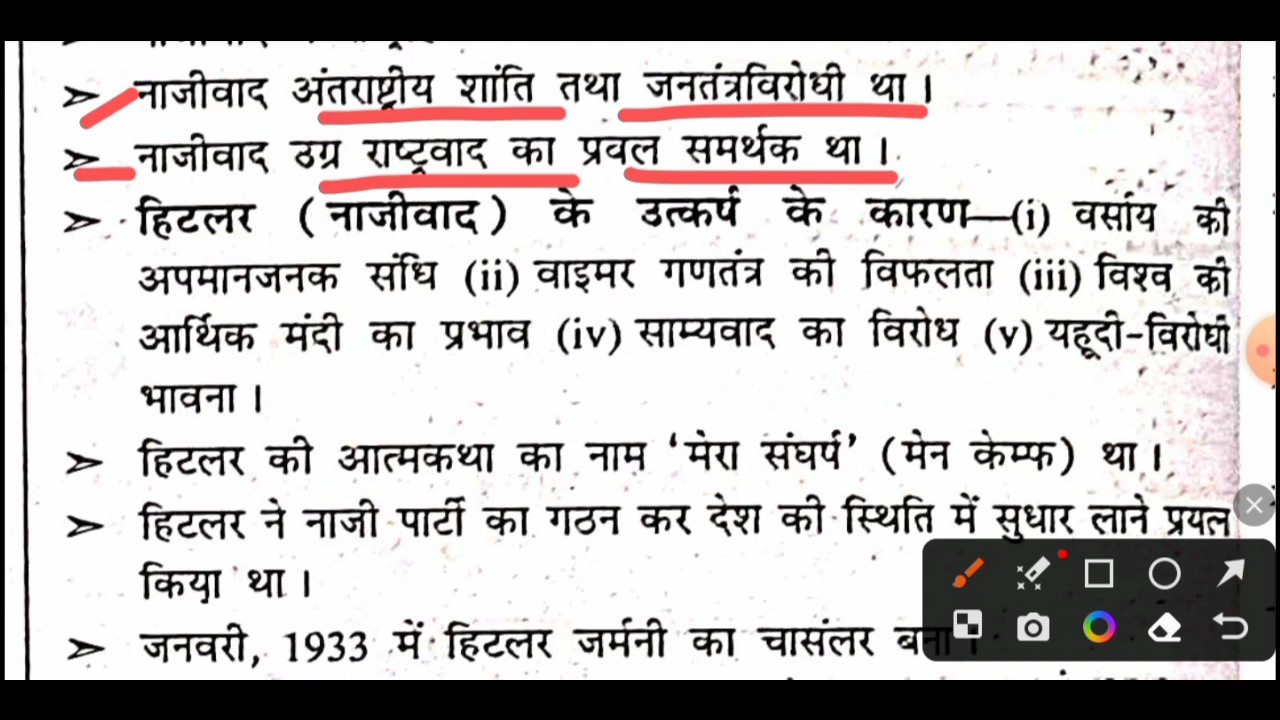 ➢ नाजीवाद अंतराष्ट्रीय शांति तथा जनतंत्रविरोधी था।
➢ नाजीवाद उग्र राष्ट्रवाद का प्रवल समर्थक था।
➢ हिटलर (नाजीवाद) के उत्कर्ष के कारण—(i) वर्साय की
अपमानजनक संधि (ii) वाइमर गणतंत्र की विफलता (iii) विश्व की
आर्थिक मंदी का प्रभाव (iv) साम्यवाद का विरोध (v) यहूदी-विरोधी
भावना।
➢ हिटलर की आत्मकथा का नाम ‘मेरा संघर्ष’ (मेन केम्फ) था।
➢ हिटलर ने नाजी पार्टी का गठन कर देश की स्थिति में सुधार लाने प्रयत्न
किया था।
➢ जनवरी, 1933 में हिटलर जर्मनी का चासंलर बना।